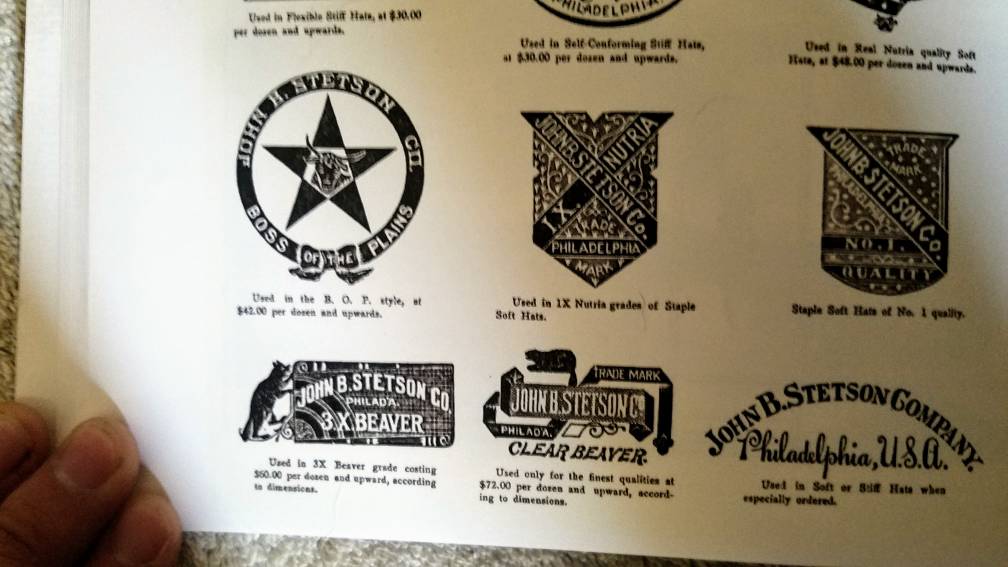 Used in Flexible Stiff Hats, at $30.00
per dozen and upwards.
PHILADELPHIA
Used in Self-Conforming Stiff Hats,
at $30.00 per dozen and upwards.
Used in Real Nutria quality Soft
Hats, at $48.00 per dozen and upwards.
JOHN B. STETSON CO.
BOSS OF THE PLAINS
Used in the B. O. P. style, at
$42.00 per dozen and upwards.
JOHN B. STETSON CO.
1X NUTRIA
TRADE
PHILADELPHIA
MARK
Used in 1X Nutria grades of Staple
Soft Hats.
TRADE
MARK
JOHN B. STETSON CO
PHILADELPHIA
NO. 1.
QUALITY
Staple Soft Hats of No. 1 quality.
JOHN B. STETSON CO.
PHILAD'A.
3X BEAVER
Used in 3X Beaver grade costing
$60.00 per dozen and upward, according
to dimensions.
TRADE MARK
JOHN B. STETSON CO
PHILAD'A.
CLEAR BEAVER.
Used only for the finest qualities at
$72.00 per dozen and upward, accord-
ing to dimensions.
JOHN B. STETSON COMPANY.
Philadelphia, U.S.A.
Used in Soft or Stiff Hats when
especially ordered.